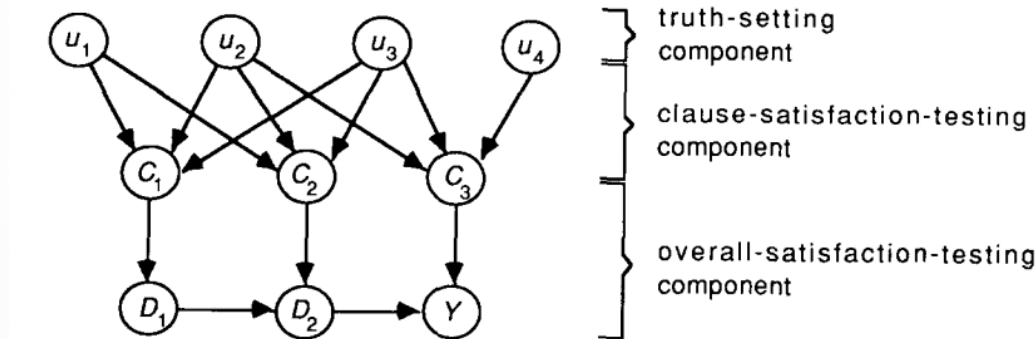 u1 u2 u3 u4
truth-setting
component
clause-satisfaction-testing
component
C1 C2 C3
overall-satisfaction-testing
component
D1 D2 Y